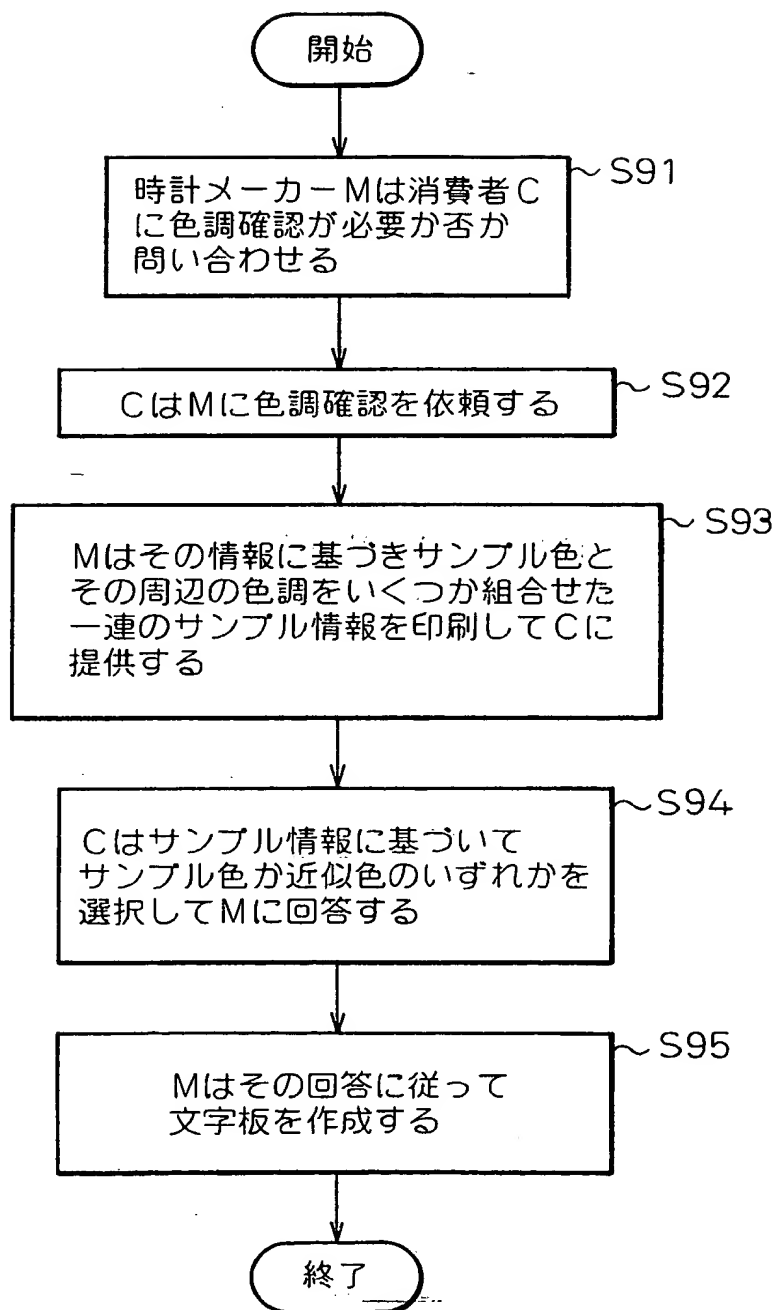 開始
S91
時計メーカーMは消費者C
に色調確認が必要か否か
問い合わせる
S92
CはMに色調確認を依頼する
S93
Mはその情報に基づきサンプル色と
その周辺の色調をいくつか組合せた
一連のサンプル情報を印刷してCに
提供する
S94
Cはサンプル情報に基づいて
サンプル色か近似色のいずれかを
選択してMに回答する
S95
Mはその回答に従って
文字板を作成する
終了